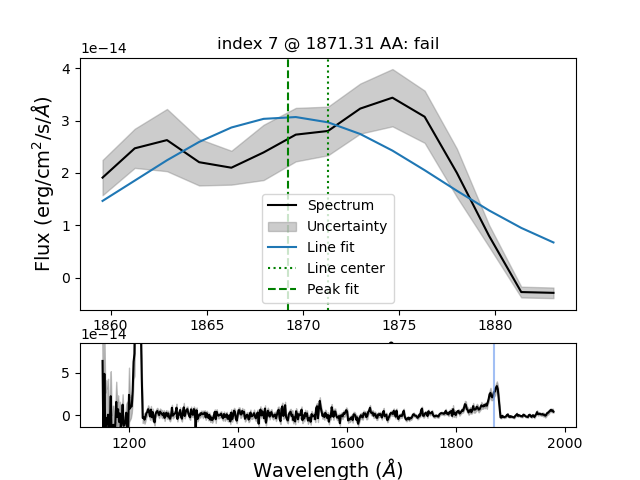 index 7 @ 1871.31 AA: fail
1e−14
4
3
2
1
0
Flux (erg/cm²/s/Å)
Spectrum
Uncertainty
Line fit
Line center
Peak fit
1860 1865 1870 1875 1880
1e−14
5
0
1200 1400 1600 1800 2000
Wavelength (Å)